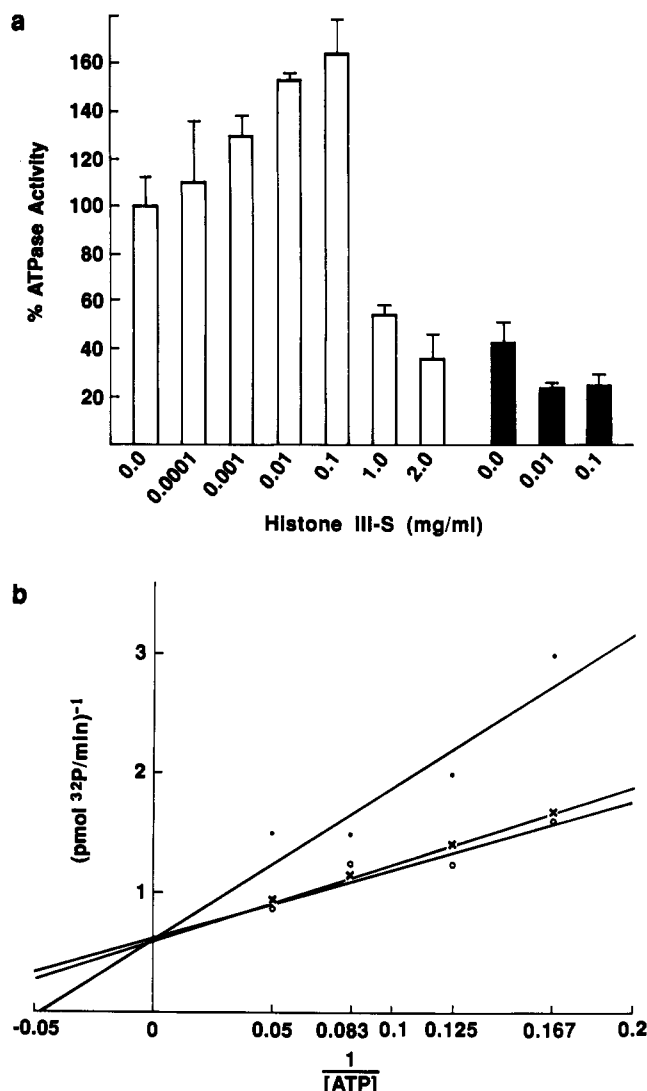 a
% ATPase Activity
160
140
120
100
80
60
40
20
0.0 0.0001 0.001 0.01 0.1 1.0 2.0 0.0 0.01 0.1
Histone III-S (mg/ml)
b
(pmol ³²P/min)⁻¹
3
2
1
-0.05 0 0.05 0.083 0.1 0.125 0.167 0.2
1
[ATP]